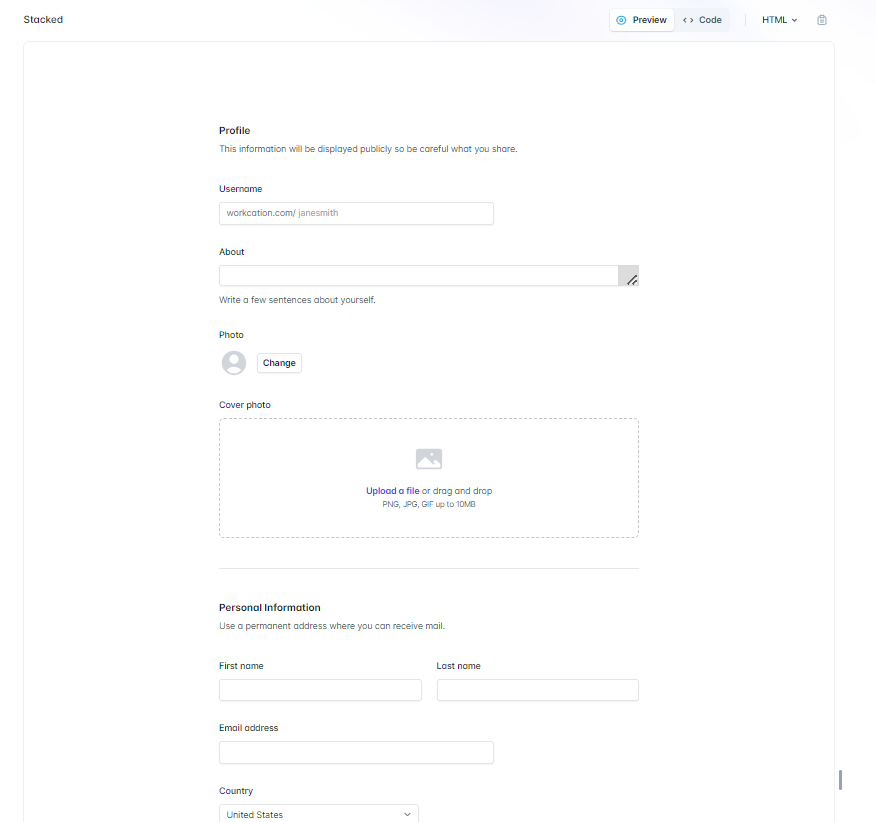 Stacked
Preview
Code
HTML
Profile
This information will be displayed publicly so be careful what you share.
Username
workcation.com/ janesmith
About
Write a few sentences about yourself.
Photo
Change
Cover photo
Upload a file or drag and drop
PNG, JPG, GIF up to 10MB
Personal Information
Use a permanent address where you can receive mail.
First name
Last name
Email address
Country
United States